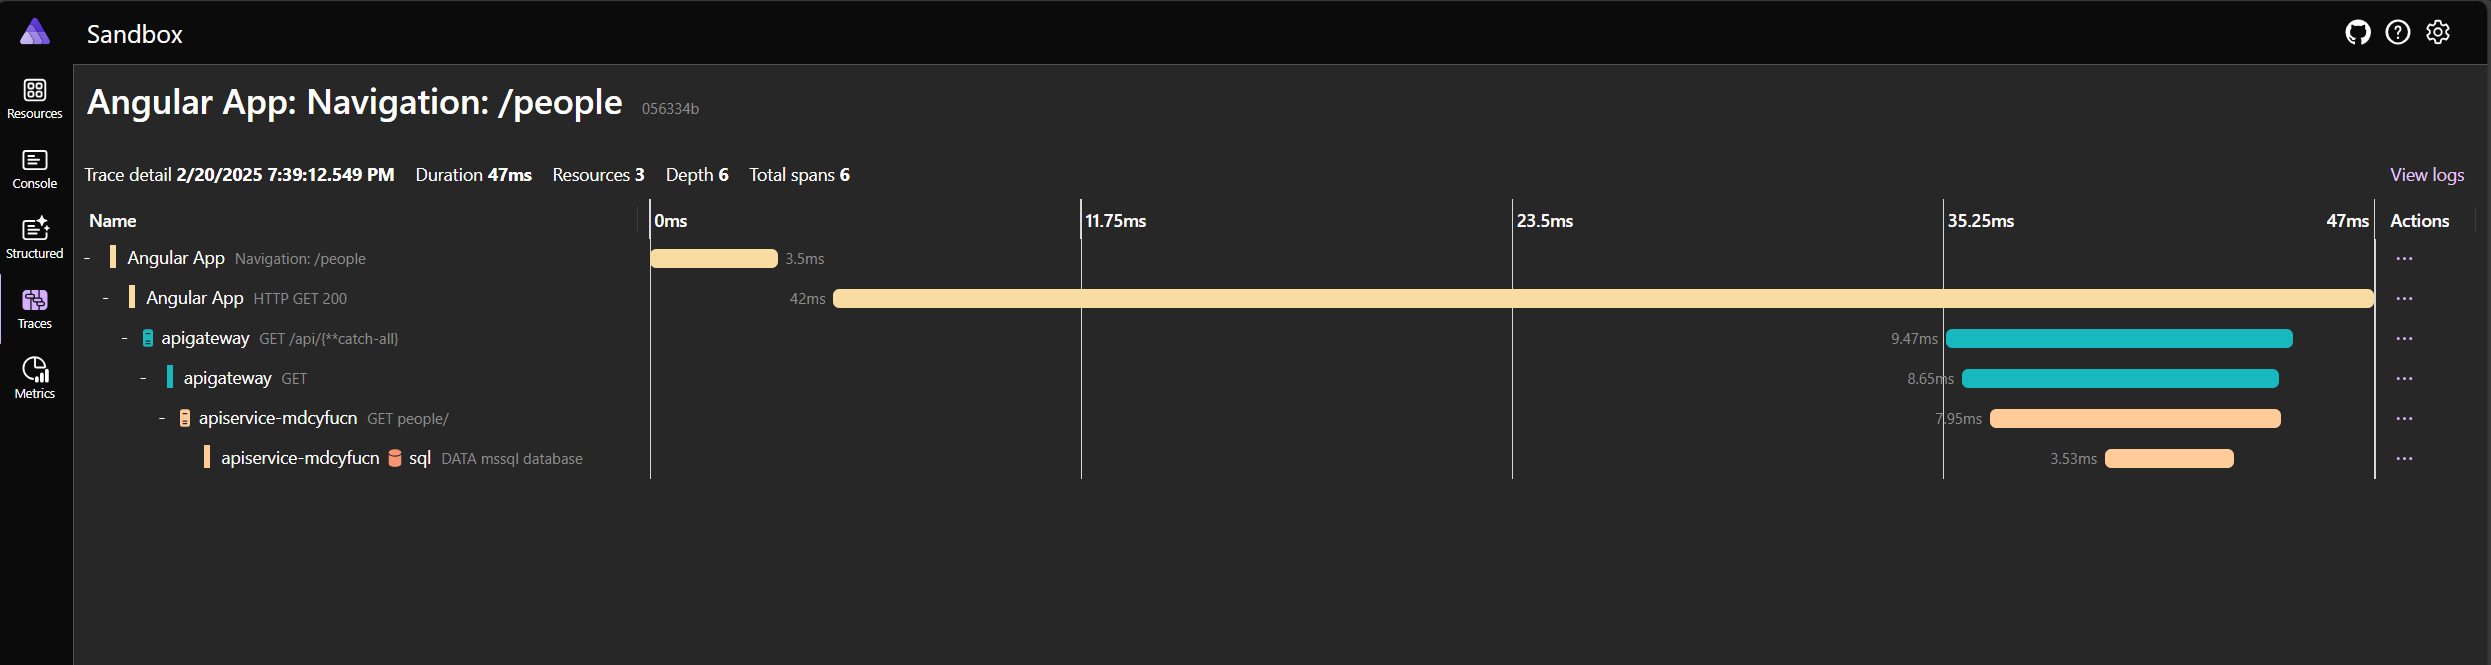 Sandbox
Resources
Console
Structured
Traces
Metrics
Angular App: Navigation: /people 056334b
Trace detail 2/20/2025 7:39:12.549 PM Duration 47ms Resources 3 Depth 6 Total spans 6 View logs
Name 0ms 11.75ms 23.5ms 35.25ms 47ms Actions
- Angular App Navigation: /people 3.5ms ...
- Angular App HTTP GET 200 42ms ...
- apigateway GET /api/{**catch-all} 9.47ms ...
- apigateway GET 8.65ms ...
- apiservice-mdcyfucn GET people/ 7.95ms ...
apiservice-mdcyfucn sql DATA mssql database 3.53ms ...